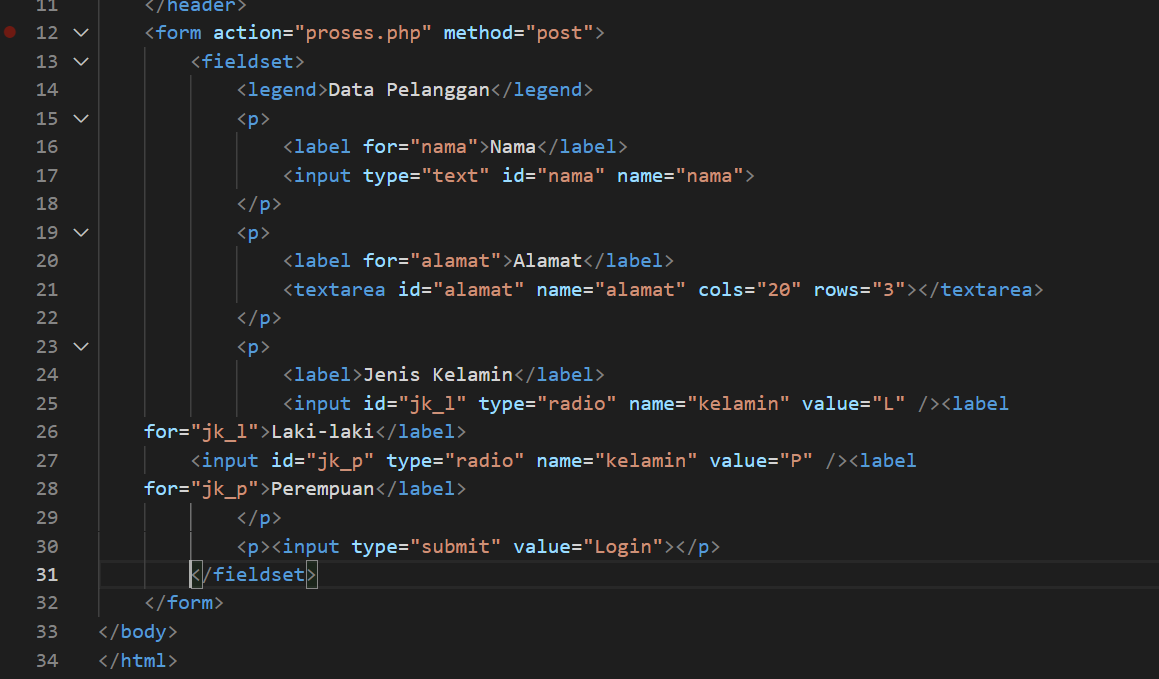 11 </header>
12 <form action="proses.php" method="post">
13 <fieldset>
14 <legend>Data Pelanggan</legend>
15 <p>
16 <label for="nama">Nama</label>
17 <input type="text" id="nama" name="nama">
18 </p>
19 <p>
20 <label for="alamat">Alamat</label>
21 <textarea id="alamat" name="alamat" cols="20" rows="3"></textarea>
22 </p>
23 <p>
24 <label>Jenis Kelamin</label>
25 <input id="jk_l" type="radio" name="kelamin" value="L" /><label
26 for="jk_l">Laki-laki</label>
27 <input id="jk_p" type="radio" name="kelamin" value="P" /><label
28 for="jk_p">Perempuan</label>
29 </p>
30 <p><input type="submit" value="Login"></p>
31 </fieldset>
32 </form>
33 </body>
34 </html>